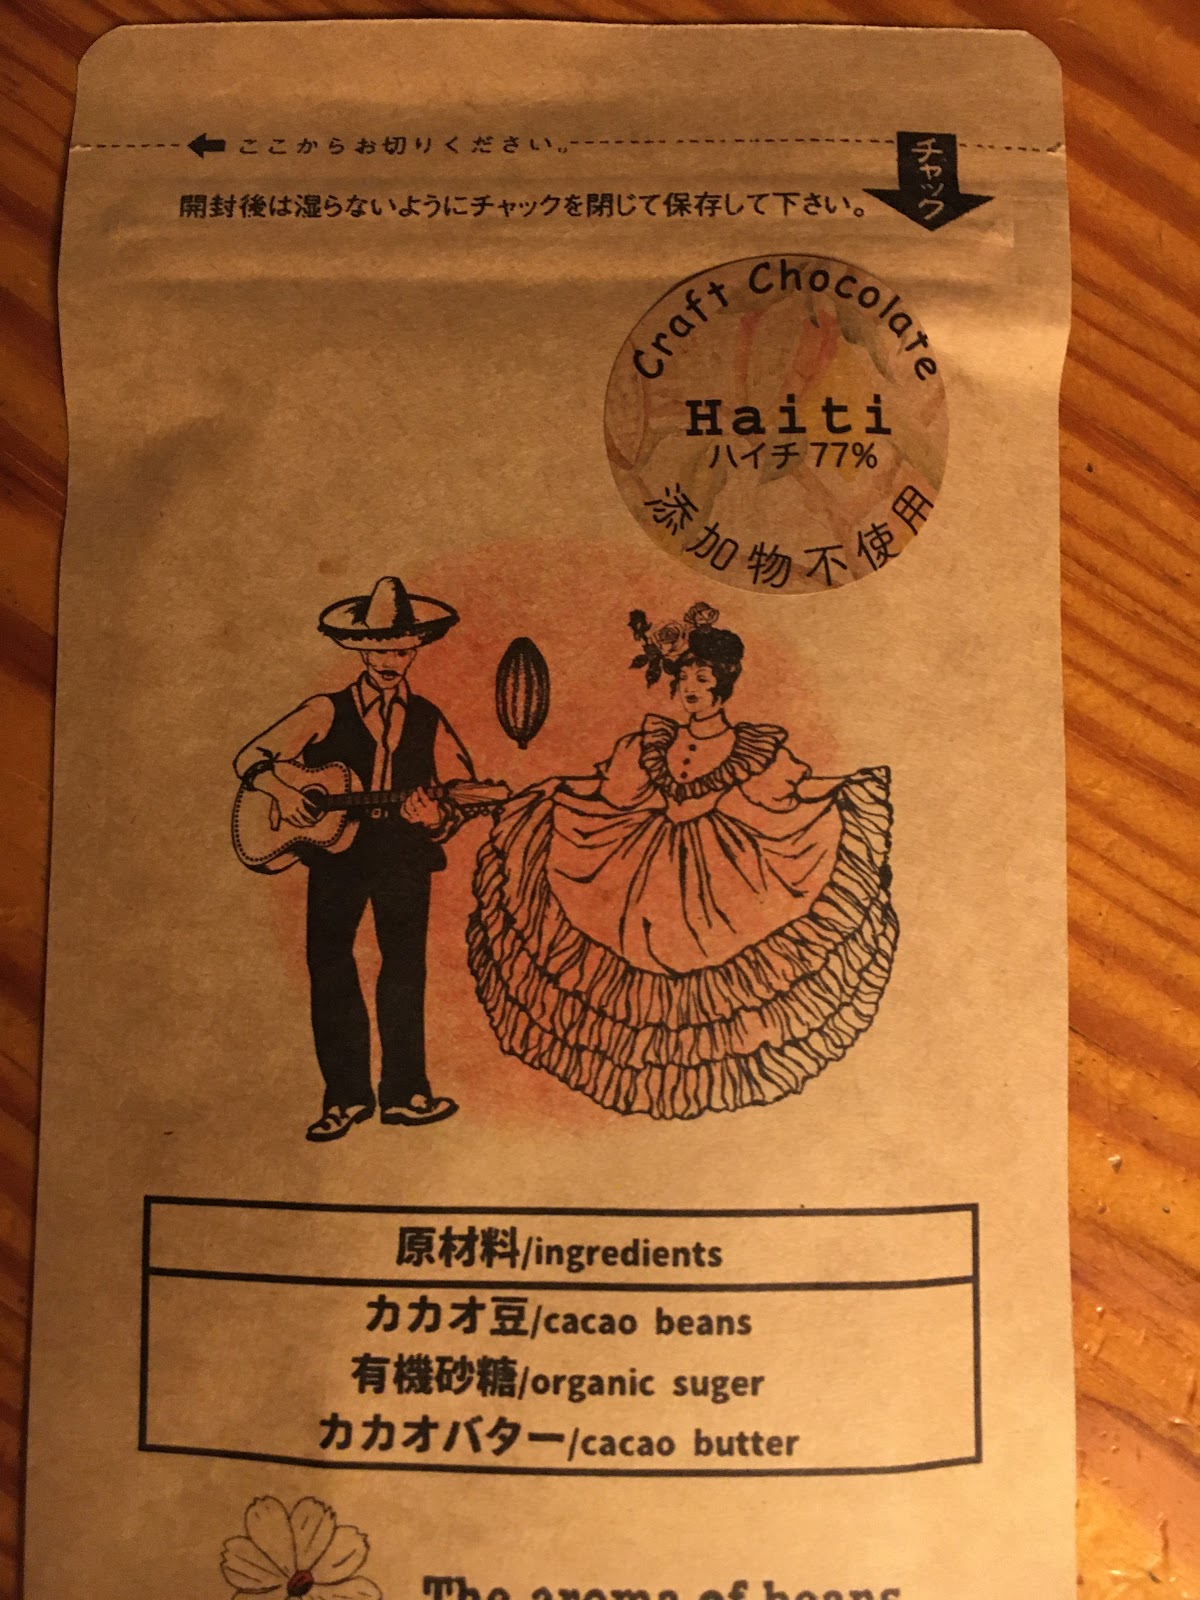 ここからお切りください。
チャック
開封後は湿らないようにチャックを閉じて保存して下さい。
Craft Chocolate
Haiti
ハイチ 77%
添加物不使用
原材料/ingredients
カカオ豆/cacao beans
有機砂糖/organic suger
カカオバター/cacao butter
The aroma of beans